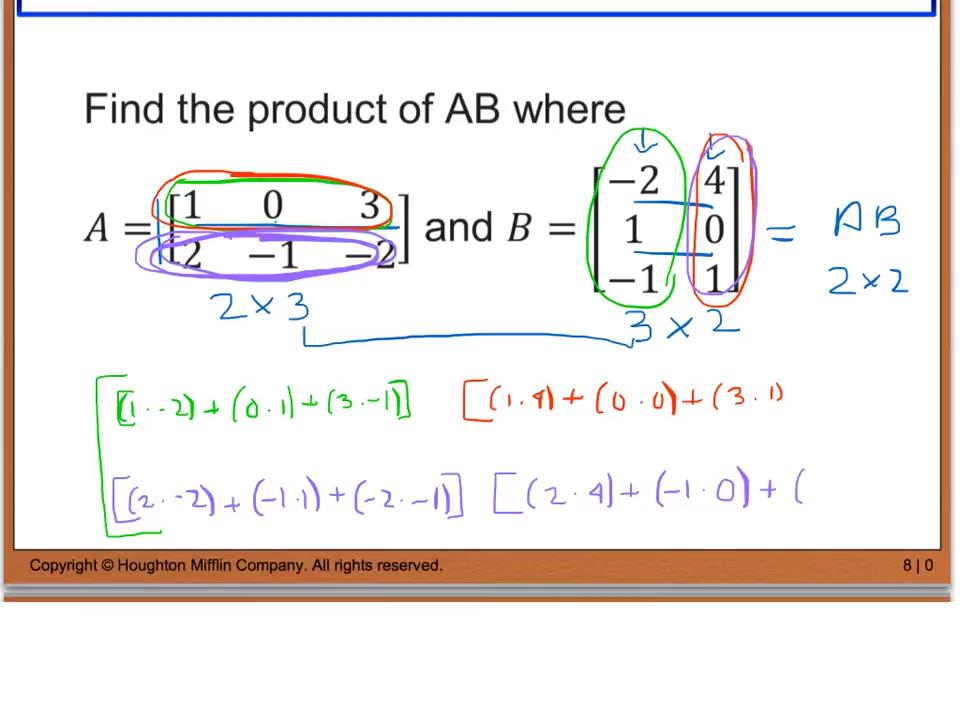 Find the product of AB where
A = [1 0 3
2 −1 −2] and B = [−2 4
1 0
−1 1] = AB
2 × 3
3 × 2
2 × 2
[(1 · -2) + (0 · 1) + (3 · -1)] [(1 · 4) + (0 · 0) + (3 · 1)
[(2 · -2) + (-1 · 1) + (-2 · -1)] [(2 · 4) + (-1 · 0) + (
Copyright © Houghton Mifflin Company. All rights reserved. 8 | 0